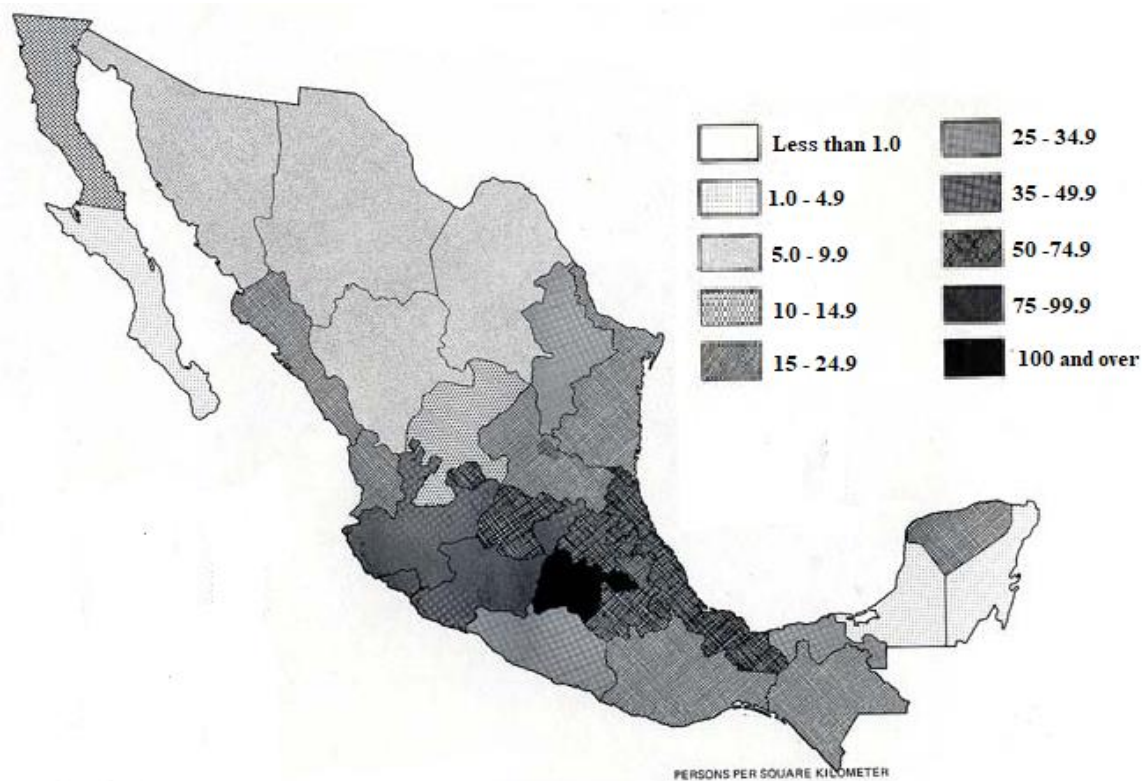 Less than 1.0
1.0 - 4.9
5.0 - 9.9
10 - 14.9
15 - 24.9
25 - 34.9
35 - 49.9
50 -74.9
75 -99.9
100 and over
PERSONS PER SQUARE KILOMETER